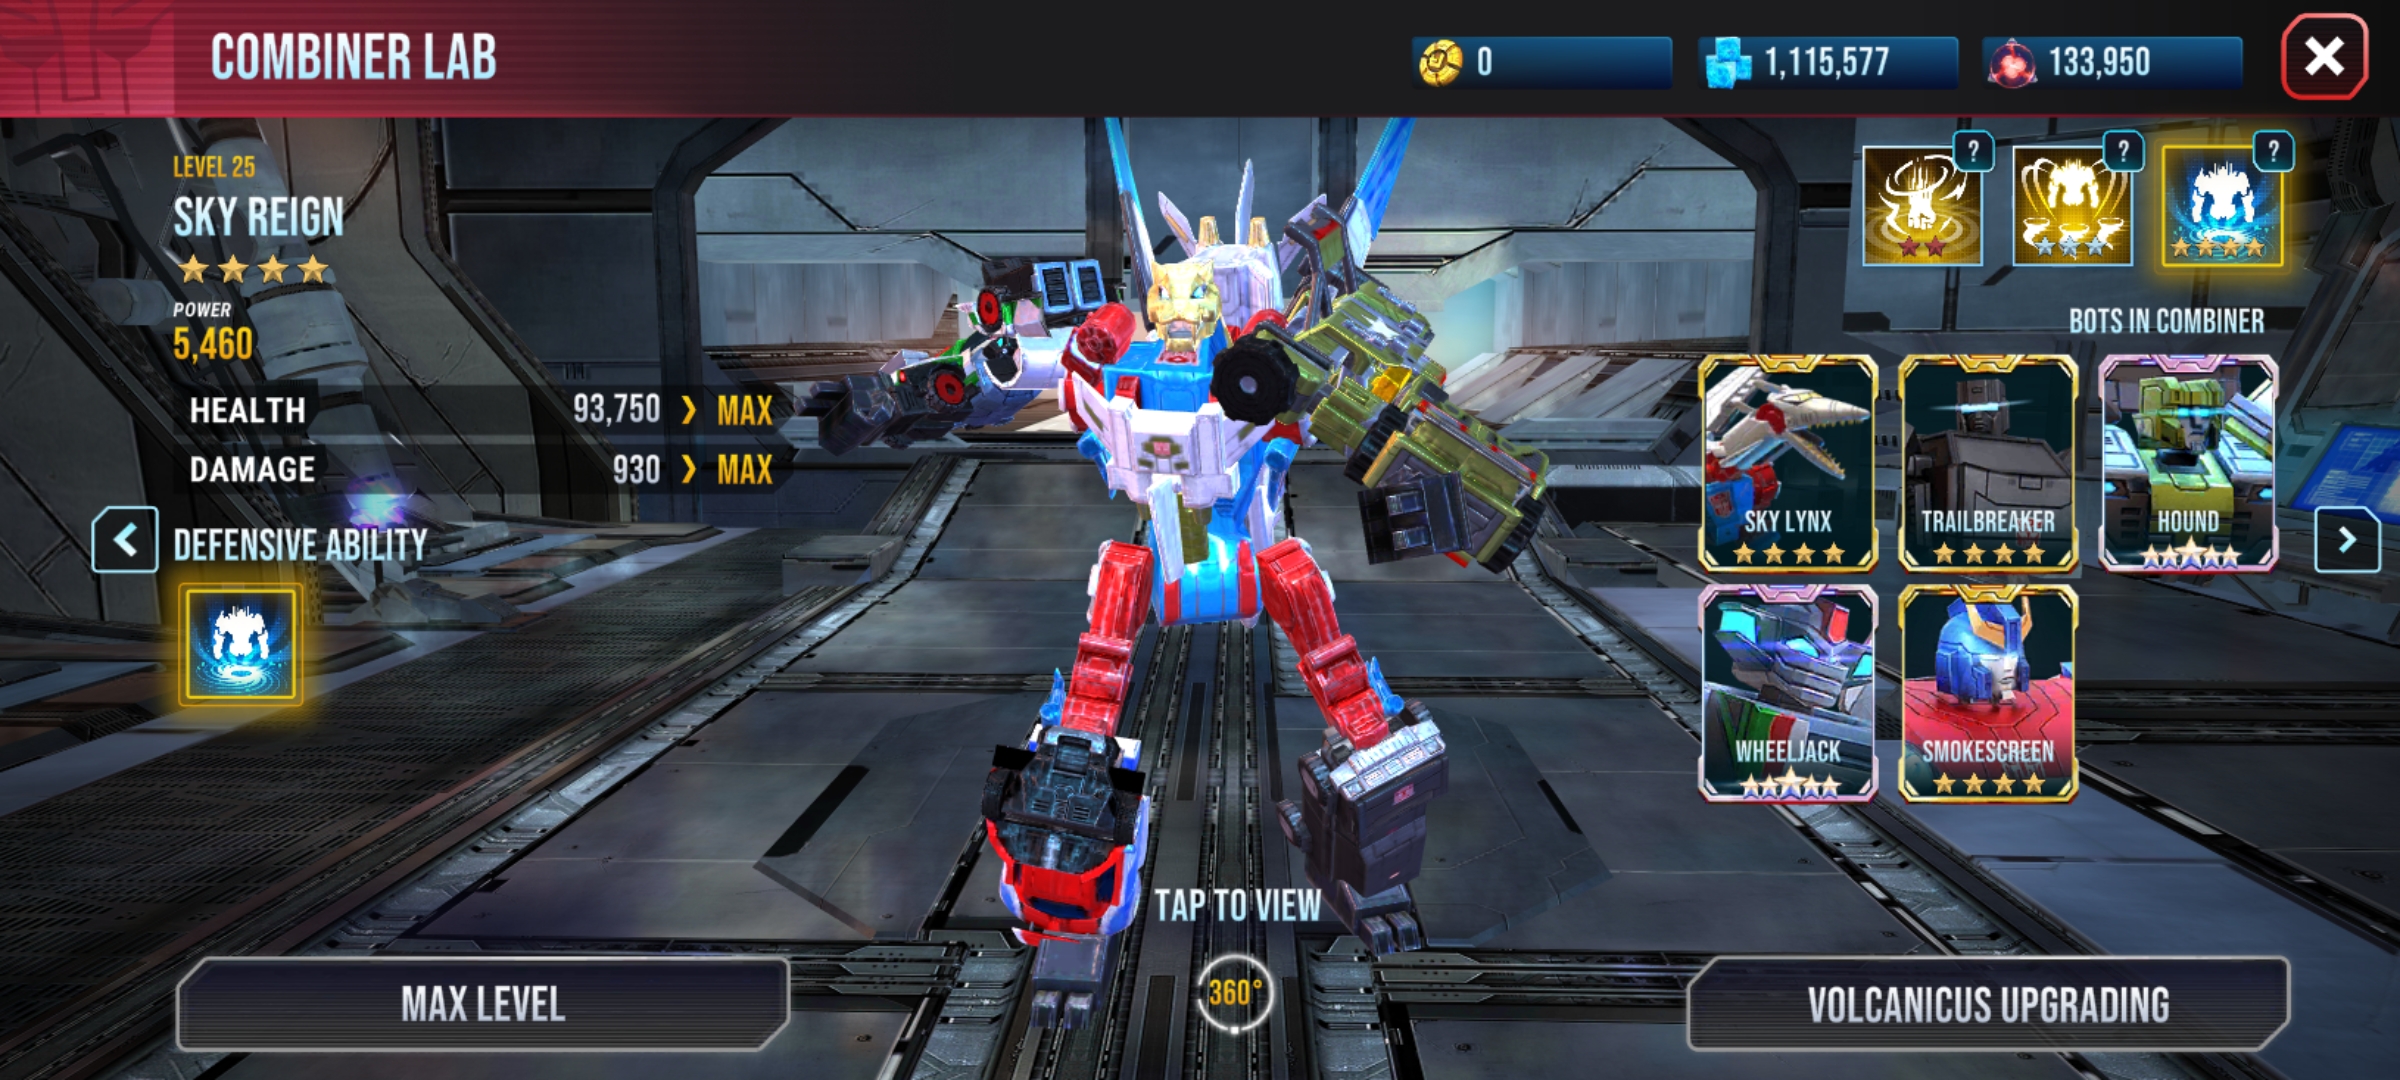 COMBINER LAB
0
1,115,577
133,950
LEVEL 25
SKY REIGN
POWER
5,460
HEALTH 93,750 MAX
DAMAGE 930 MAX
DEFENSIVE ABILITY
?
?
?
BOTS IN COMBINER
SKY LYNX
TRAILBREAKER
HOUND
WHEELJACK
SMOKESCREEN
TAP TO VIEW
360°
MAX LEVEL
VOLCANICUS UPGRADING